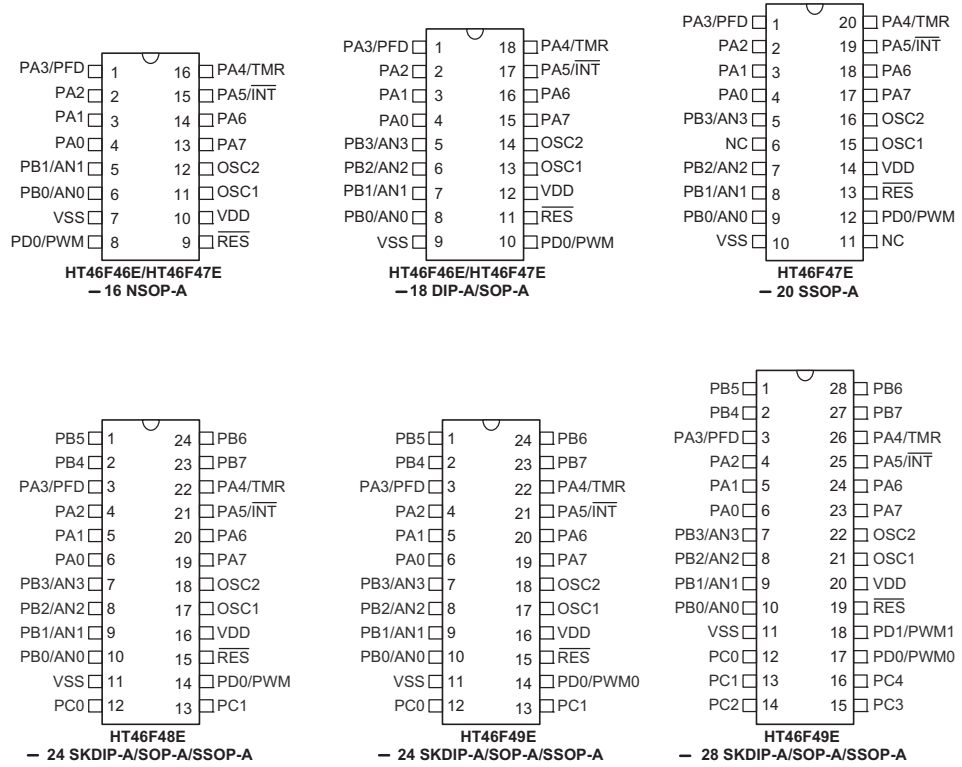 PA3/PFD 1 16 PA4/TMR
PA2 2 15 PA5/INT
PA1 3 14 PA6
PA0 4 13 PA7
PB1/AN1 5 12 OSC2
PB0/AN0 6 11 OSC1
VSS 7 10 VDD
PD0/PWM 8 9 RES
HT46F46E/HT46F47E
– 16 NSOP-A
PA3/PFD 1 18 PA4/TMR
PA2 2 17 PA5/INT
PA1 3 16 PA6
PA0 4 15 PA7
PB3/AN3 5 14 OSC2
PB2/AN2 6 13 OSC1
PB1/AN1 7 12 VDD
PB0/AN0 8 11 RES
VSS 9 10 PD0/PWM
HT46F46E/HT46F47E
– 18 DIP-A/SOP-A
PA3/PFD 1 20 PA4/TMR
PA2 2 19 PA5/INT
PA1 3 18 PA6
PA0 4 17 PA7
PB3/AN3 5 16 OSC2
NC 6 15 OSC1
PB2/AN2 7 14 VDD
PB1/AN1 8 13 RES
PB0/AN0 9 12 PD0/PWM
VSS 10 11 NC
HT46F47E
– 20 SSOP-A
PB5 1 24 PB6
PB4 2 23 PB7
PA3/PFD 3 22 PA4/TMR
PA2 4 21 PA5/INT
PA1 5 20 PA6
PA0 6 19 PA7
PB3/AN3 7 18 OSC2
PB2/AN2 8 17 OSC1
PB1/AN1 9 16 VDD
PB0/AN0 10 15 RES
VSS 11 14 PD0/PWM
PC0 12 13 PC1
HT46F48E
– 24 SKDIP-A/SOP-A/SSOP-A
PB5 1 24 PB6
PB4 2 23 PB7
PA3/PFD 3 22 PA4/TMR
PA2 4 21 PA5/INT
PA1 5 20 PA6
PA0 6 19 PA7
PB3/AN3 7 18 OSC2
PB2/AN2 8 17 OSC1
PB1/AN1 9 16 VDD
PB0/AN0 10 15 RES
VSS 11 14 PD0/PWM0
PC0 12 13 PC1
HT46F49E
– 24 SKDIP-A/SOP-A/SSOP-A
PB5 1 28 PB6
PB4 2 27 PB7
PA3/PFD 3 26 PA4/TMR
PA2 4 25 PA5/INT
PA1 5 24 PA6
PA0 6 23 PA7
PB3/AN3 7 22 OSC2
PB2/AN2 8 21 OSC1
PB1/AN1 9 20 VDD
PB0/AN0 10 19 RES
VSS 11 18 PD1/PWM1
PC0 12 17 PD0/PWM0
PC1 13 16 PC4
PC2 14 15 PC3
HT46F49E
– 28 SKDIP-A/SOP-A/SSOP-A